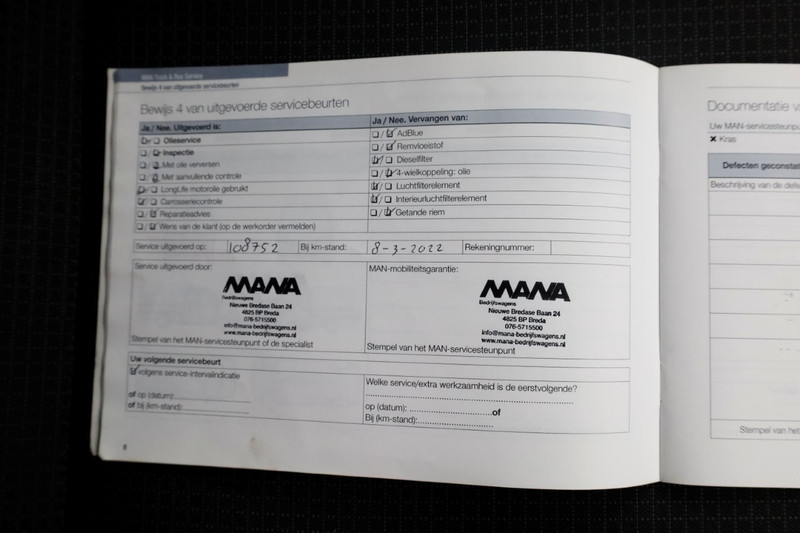 MAN Truck & Bus Service
Bewijs 4 van uitgevoerde servicebeurten
Bewijs 4 van uitgevoerde servicebeurten
Ja / Nee. Uitgevoerd is:
Olieservice
Inspectie
Met olie verversen
Met aanvullende controle
LongLife motorolie gebruikt
Carrosseriecontrole
Reparatieadvies
Wens van de klant (op de werkorder vermelden)
Ja / Nee. Vervangen van:
AdBlue
Remvloeistof
Dieselfilter
4-wielkoppeling: olie
Luchtfilterelement
Interieurluchtfilterelement
Getande riem
Service uitgevoerd op: 108752 Bij km-stand: 8-3-2022 Rekeningnummer:
Service uitgevoerd door:
MANA
Bedrijfswagens
Nieuwe Bredase Baan 24
4825 BP Breda
076-5715500
info@mana-bedrijfswagens.nl
www.mana-bedrijfswagens.nl
Stempel van het MAN-servicesteunpunt of de specialist
MAN-mobiliteitsgarantie:
MANA
Bedrijfswagens
Nieuwe Bredase Baan 24
4825 BP Breda
076-5715500
info@mana-bedrijfswagens.nl
www.mana-bedrijfswagens.nl
Stempel van het MAN-servicesteunpunt
Uw volgende servicebeurt
volgens service-intervalindicatie
of op (datum):
of bij (km-stand):
Welke service/extra werkzaamheid is de eerstvolgende?
op (datum): of
Bij (km-stand):
8
Documentatie v
Uw MAN-servicesteunp
Kras
Defecten geconstat
Beschrijving van de defe
Stempel van het